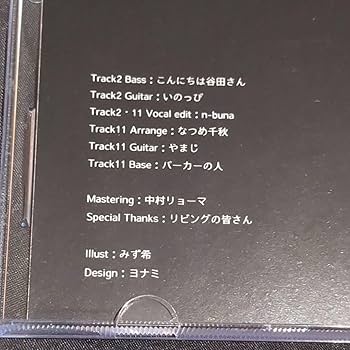 Track2 Bass：こんにちは谷田さん
Track2 Guitar：いのっぴ
Track2・11 Vocal edit：n-buna
Track11 Arrange：なつめ千秋
Track11 Guitar：やまじ
Track11 Base：パーカーの人
Mastering：中村リョーマ
Special Thanks：リビングの皆さん
Illust：みず希
Design：ヨナミ